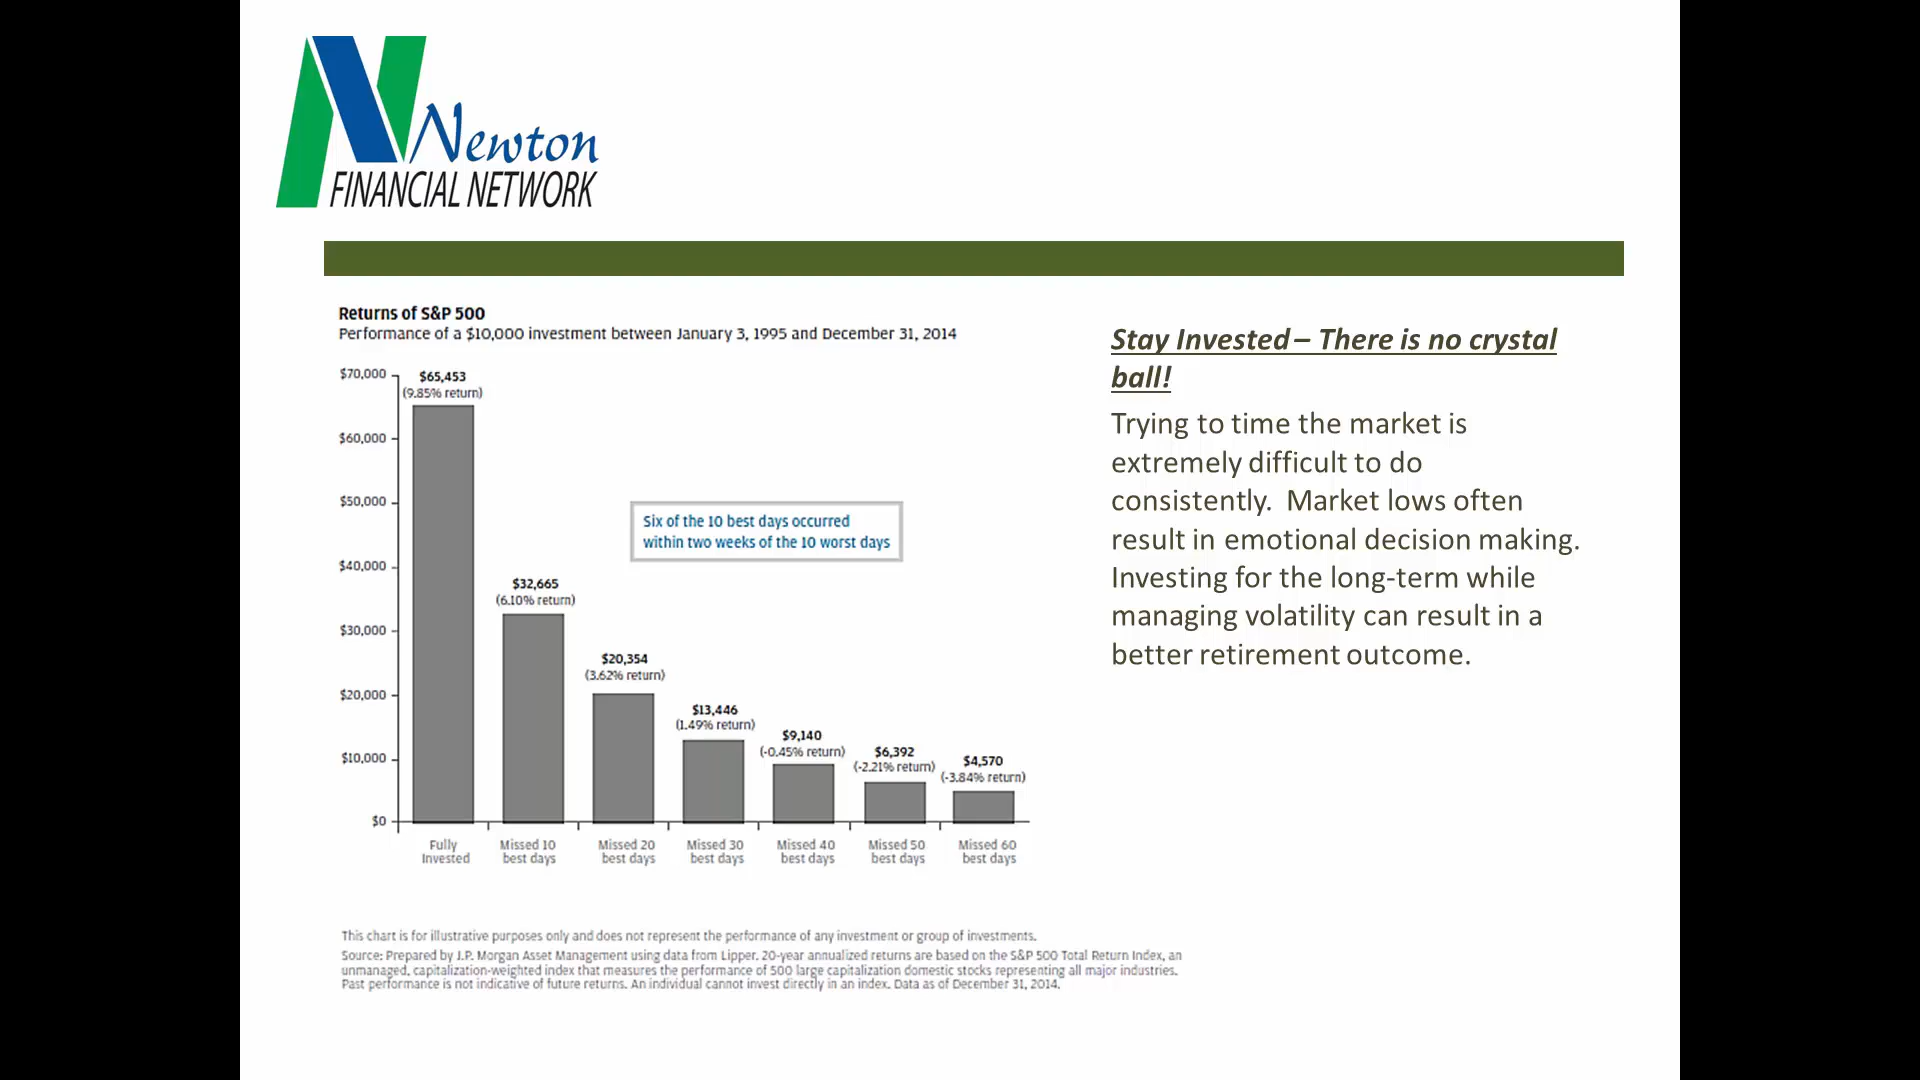 Newton
FINANCIAL NETWORK
Returns of S&P 500
Performance of a $10,000 investment between January 3, 1995 and December 31, 2014
$70,000
$60,000
$50,000
$40,000
$30,000
$20,000
$10,000
$0
$65,453
(9.85% return)
$32,665
(6.10% return)
$20,354
(3.62% return)
$13,446
(1.49% return)
$9,140
(-0.45% return)
$6,392
(-2.21% return)
$4,570
(-3.84% return)
Six of the 10 best days occurred
within two weeks of the 10 worst days
Fully
Invested
Missed 10
best days
Missed 20
best days
Missed 30
best days
Missed 40
best days
Missed 50
best days
Missed 60
best days
Stay Invested – There is no crystal
ball!
Trying to time the market is
extremely difficult to do
consistently. Market lows often
result in emotional decision making.
Investing for the long-term while
managing volatility can result in a
better retirement outcome.
This chart is for illustrative purposes only and does not represent the performance of any investment or group of investments.
Source: Prepared by J.P. Morgan Asset Management using data from Lipper. 20-year annualized returns are based on the S&P 500 Total Return Index, an
unmanaged, capitalization-weighted index that measures the performance of 500 large capitalization domestic stocks representing all major industries.
Past performance is not indicative of future returns. An individual cannot invest directly in an index. Data as of December 31, 2014.